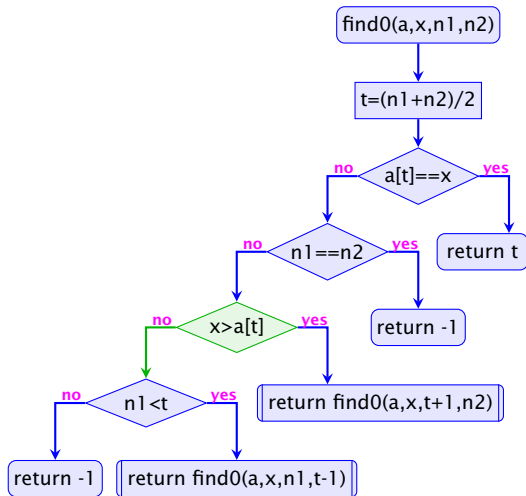 find0(a,x,n1,n2)
t=(n1+n2)/2
a[t]==x
no
yes
return t
n1==n2
no
yes
return -1
x>a[t]
no
yes
return find0(a,x,t+1,n2)
n1<t
no
yes
return -1
return find0(a,x,n1,t-1)